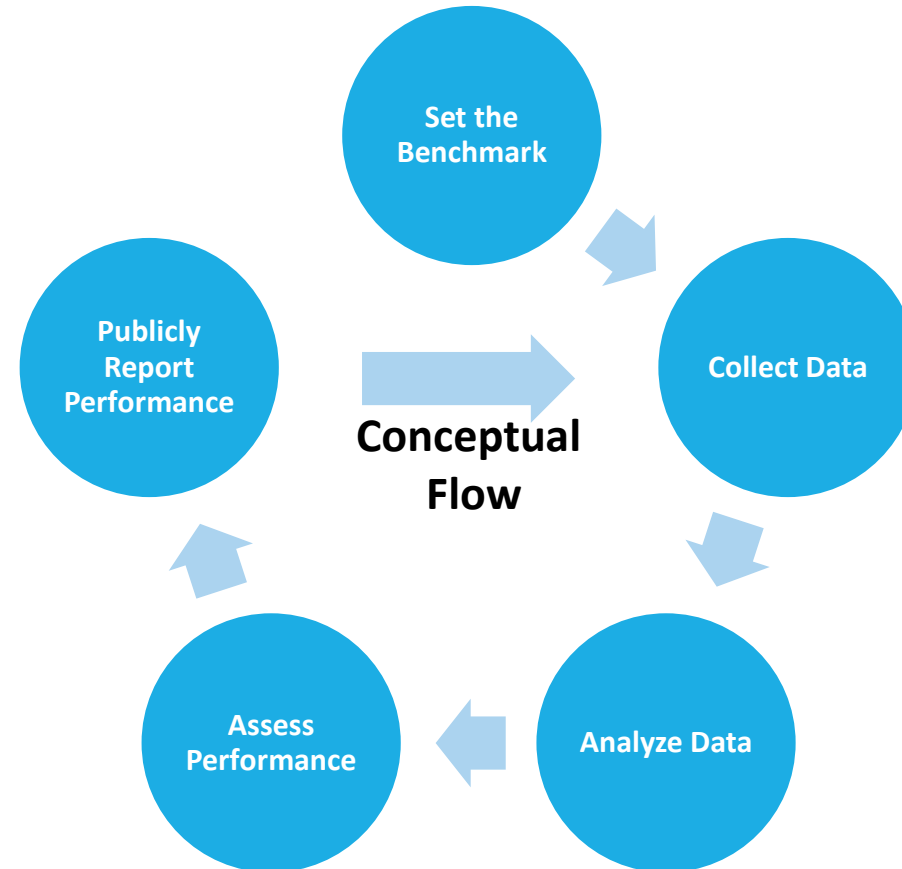 Set the
Benchmark
Collect Data
Analyze Data
Assess
Performance
Publicly
Report
Performance
Conceptual
Flow